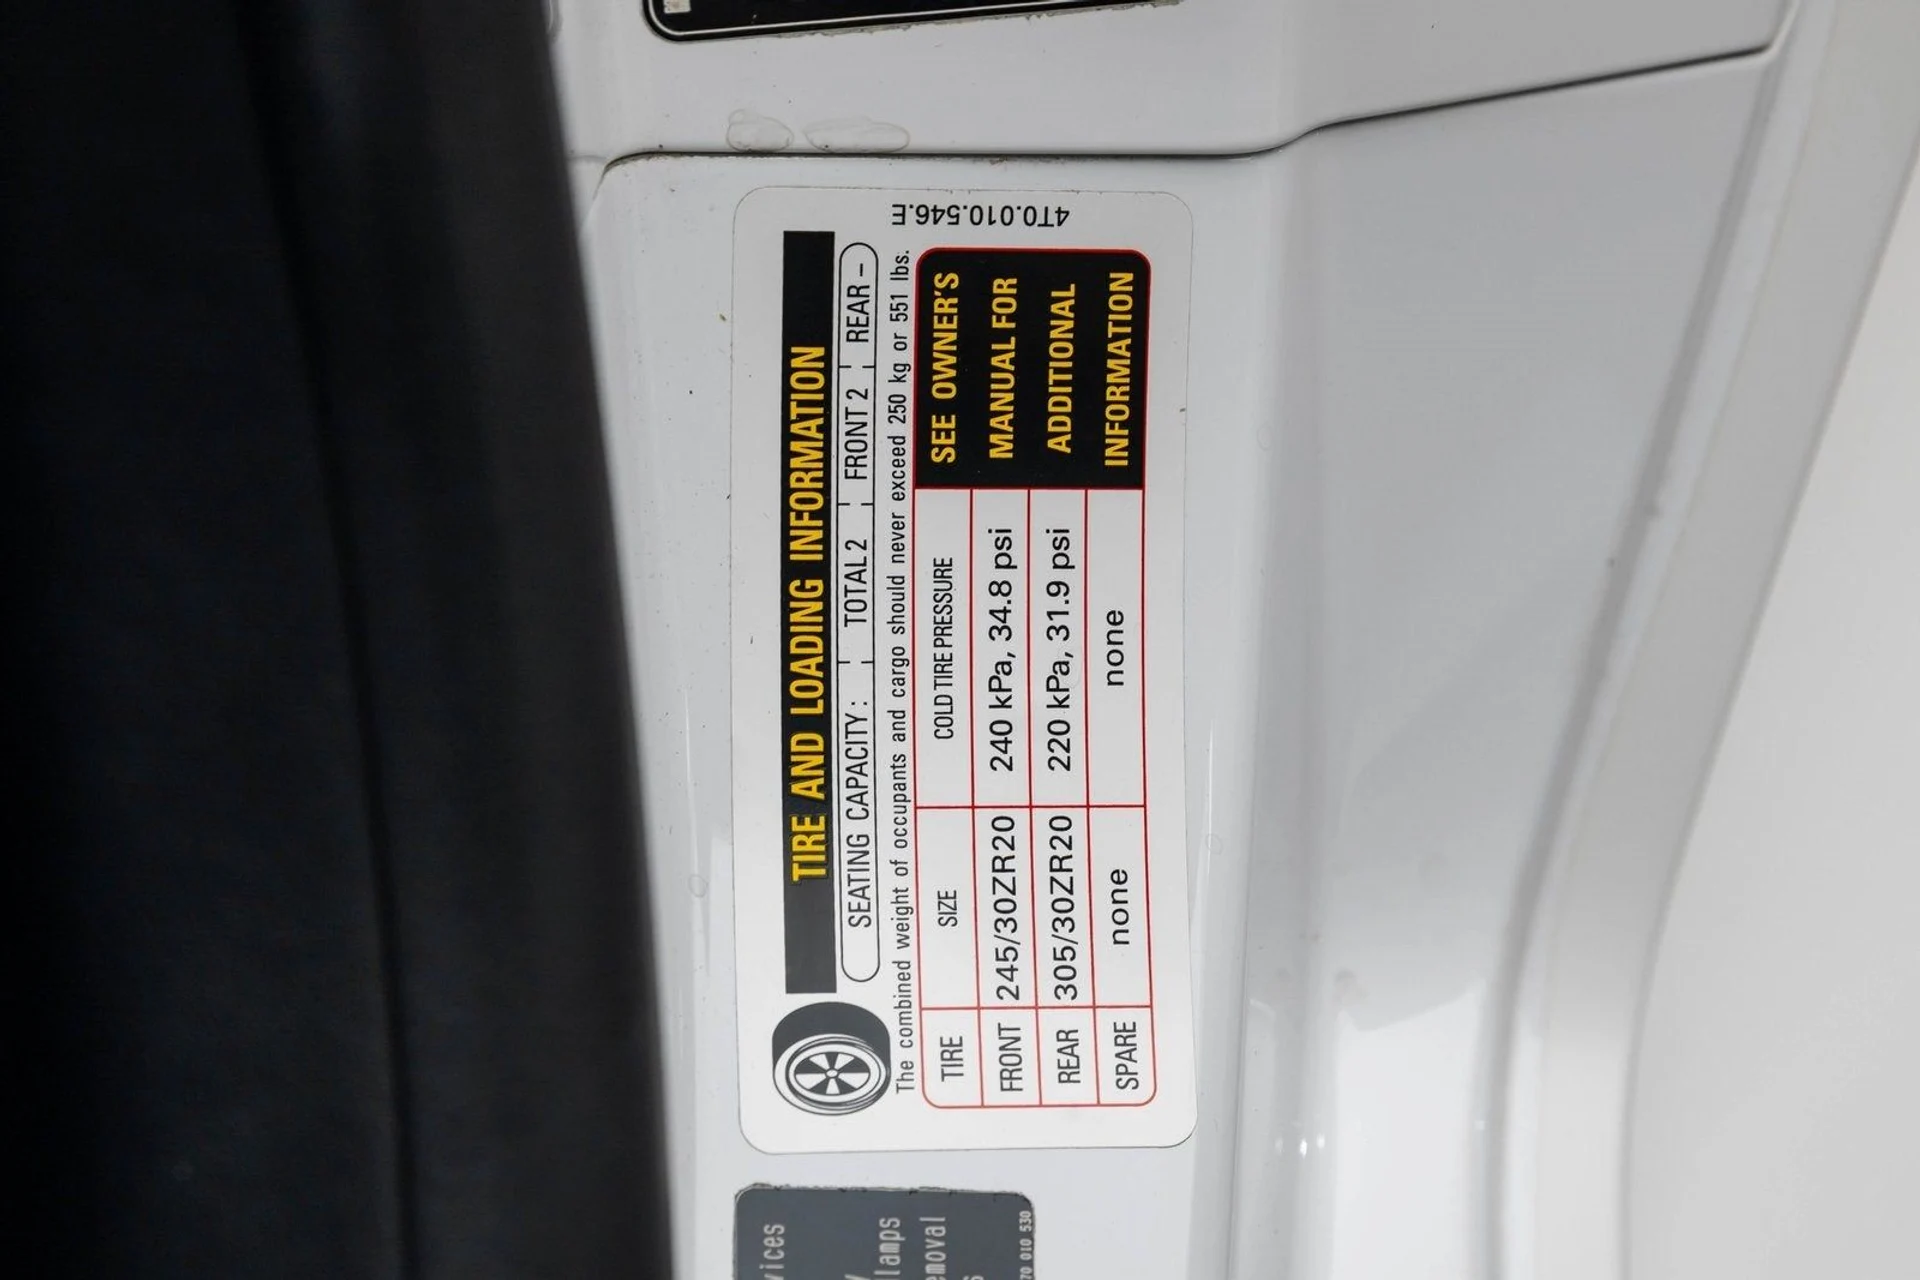 TIRE AND LOADING INFORMATION
SEATING CAPACITY: TOTAL 2 FRONT 2 REAR –
The combined weight of occupants and cargo should never exceed 250 kg or 551 lbs.
TIRE SIZE COLD TIRE PRESSURE SEE OWNER'S
FRONT 245/30ZR20 240 kPa, 34.8 psi MANUAL FOR
REAR 305/30ZR20 220 kPa, 31.9 psi ADDITIONAL
SPARE none none INFORMATION
4T0.010.546.E
lamps
010 530